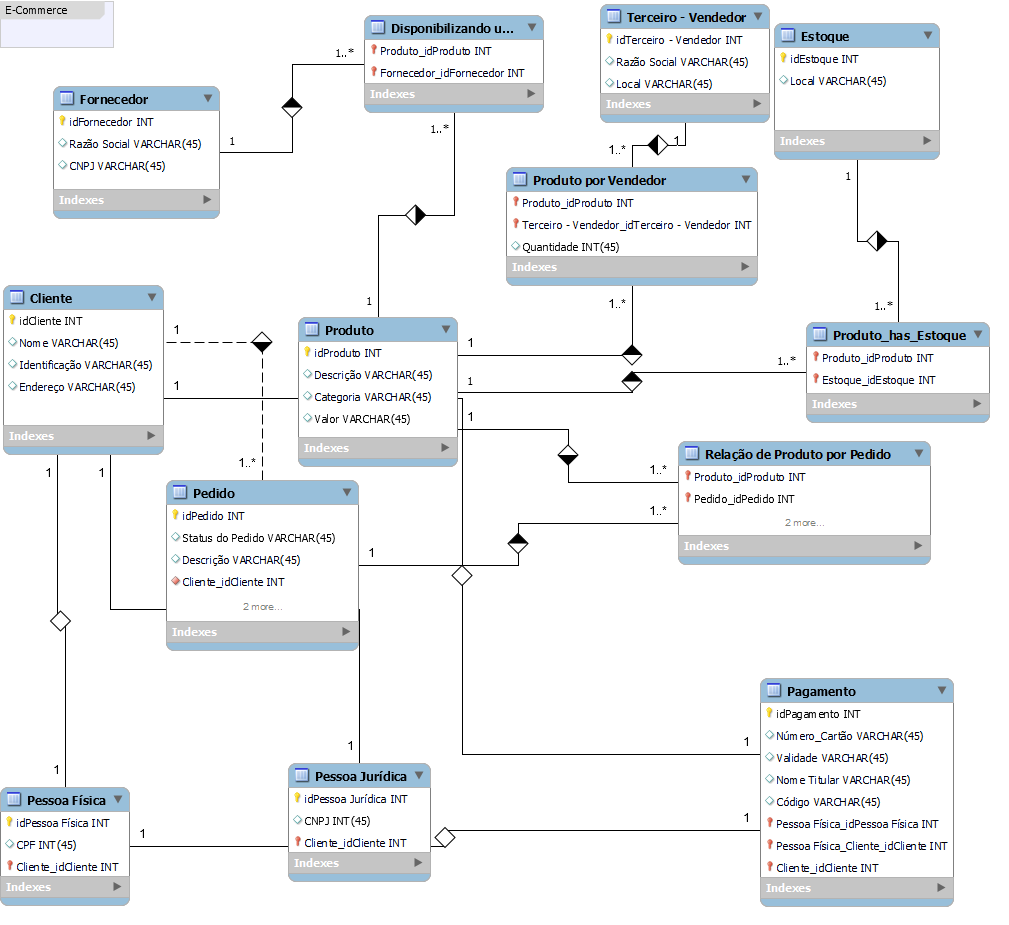 E-Commerce
Disponibilizando u...
Produto_idProduto INT
Fornecedor_idFornecedor INT
Indexes
Terceiro - Vendedor
idTerceiro - Vendedor INT
Razão Social VARCHAR(45)
Local VARCHAR(45)
Indexes
Estoque
idEstoque INT
Local VARCHAR(45)
Indexes
Fornecedor
idFornecedor INT
Razão Social VARCHAR(45)
CNPJ VARCHAR(45)
Indexes
1
1..*
1..*
1
1..*
1
Produto por Vendedor
Produto_idProduto INT
Terceiro - Vendedor_idTerceiro - Vendedor INT
Quantidade INT(45)
Indexes
1
1..*
1..*
Cliente
idCliente INT
Nome VARCHAR(45)
Identificação VARCHAR(45)
Endereço VARCHAR(45)
Indexes
1
1
1..*
Produto
idProduto INT
Descrição VARCHAR(45)
Categoria VARCHAR(45)
Valor VARCHAR(45)
Indexes
1
1
1
1..*
Produto_has_Estoque
Produto_idProduto INT
Estoque_idEstoque INT
Indexes
Relação de Produto por Pedido
Produto_idProduto INT
Pedido_idPedido INT
2 more...
Indexes
1..*
1..*
1
1
1
Pedido
idPedido INT
Status do Pedido VARCHAR(45)
Descrição VARCHAR(45)
Cliente_idCliente INT
2 more...
Indexes
1
1
1
1
Pessoa Física
idPessoa Física INT
CPF INT(45)
Cliente_idCliente INT
Indexes
1
Pessoa Jurídica
idPessoa Jurídica INT
CNPJ INT(45)
Cliente_idCliente INT
Indexes
1
Pagamento
idPagamento INT
Número_Cartão VARCHAR(45)
Validade VARCHAR(45)
Nome Titular VARCHAR(45)
Código VARCHAR(45)
Pessoa Física_idPessoa Física INT
Pessoa Física_Cliente_idCliente INT
Cliente_idCliente INT
Indexes